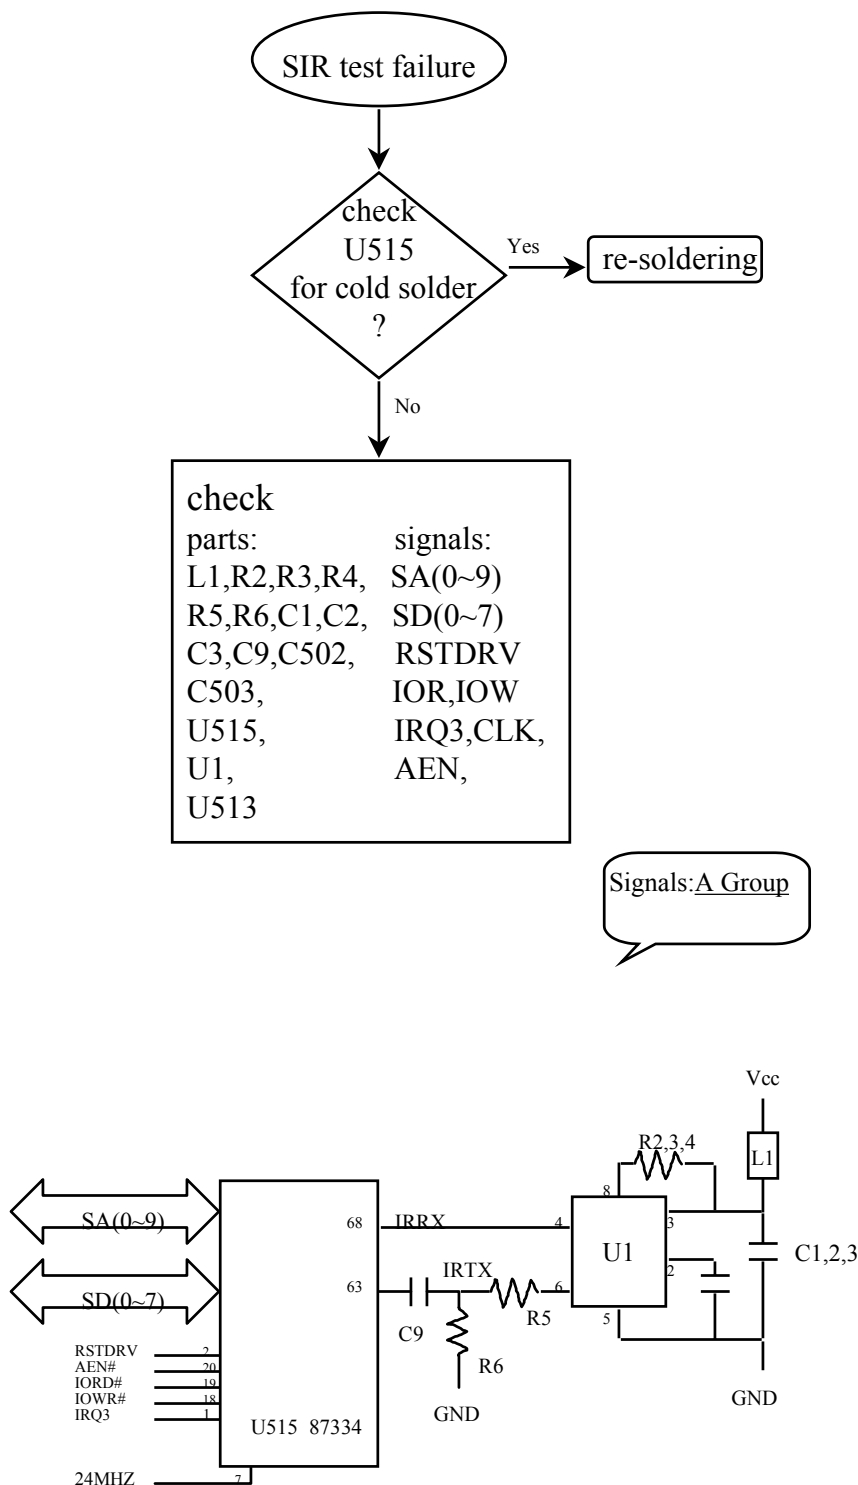 SIR test failure
check
U515
for cold solder
?
Yes
re-soldering
No
check
parts: signals:
L1,R2,R3,R4, SA(0~9)
R5,R6,C1,C2, SD(0~7)
C3,C9,C502, RSTDRV
C503, IOR,IOW
U515, IRQ3,CLK,
U1, AEN,
U513
Signals:A Group
Vcc
R2,3,4
L1
8
SA(0~9)
68
IRRX
4
3
U1
C1,2,3
2
SD(0~7)
63
IRTX
6
C9
R5
5
R6
RSTDRV 2
AEN# 20
IORD# 19
IOWR# 18
IRQ3 1
GND
GND
U515 87334
24MHZ 7